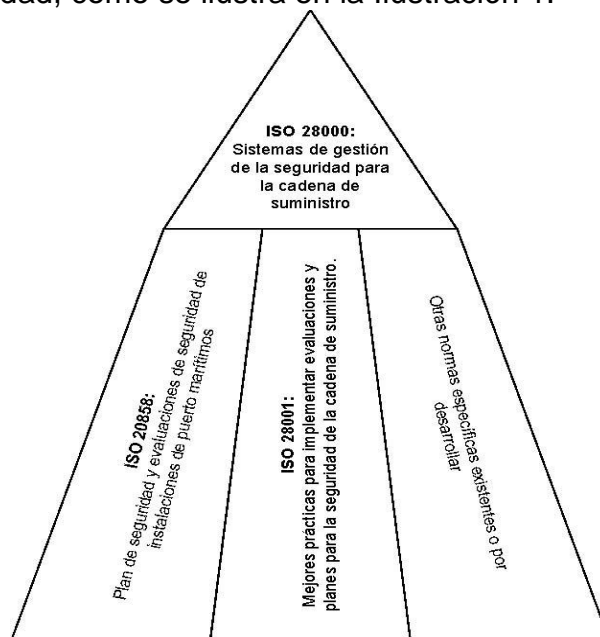 dad, como se ilustra en la Ilustración 1.
ISO 28000:
Sistemas de gestión
de la seguridad para
la cadena de
suministro
ISO 20858:
Plan de seguridad y evaluaciones de seguridad de
instalaciones de puerto marítimos
ISO 28001:
Mejores prácticas para implementar evaluaciones y
planes para la seguridad de la cadena de suministro.
Otras normas específicas existentes o por
desarrollar